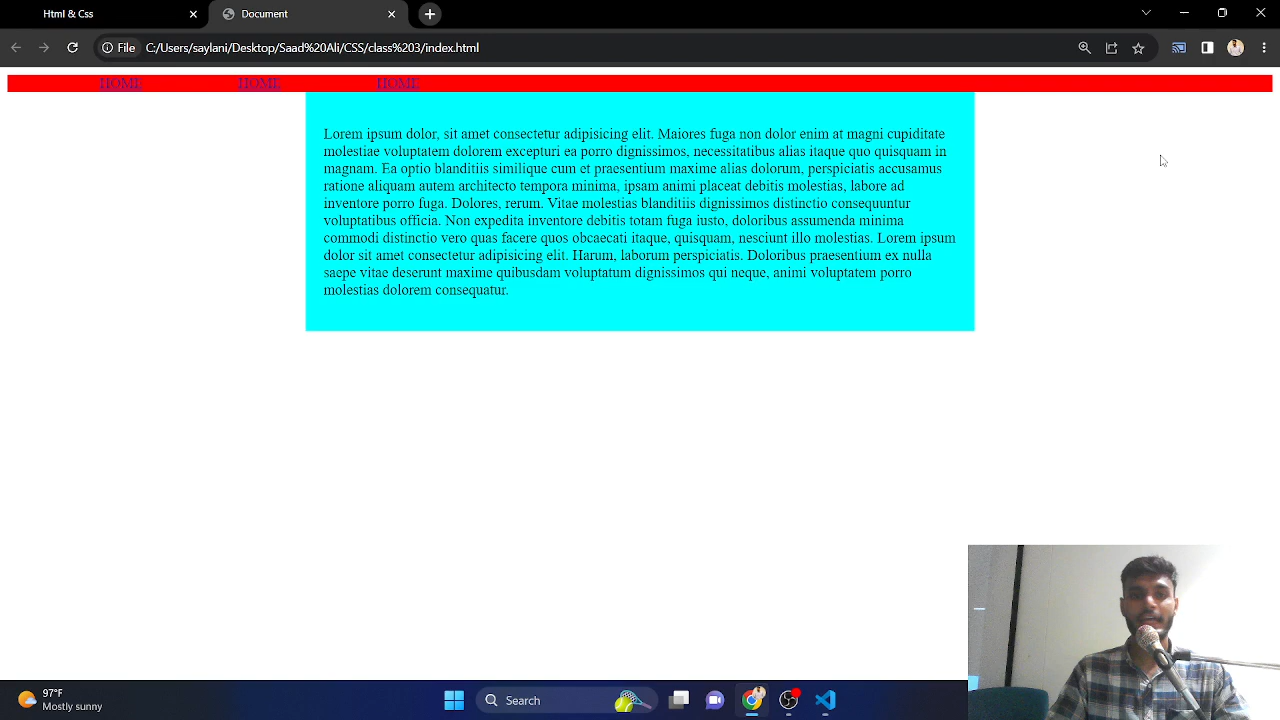 Html & Css
Document
File C:/Users/saylani/Desktop/Saad%20Ali/CSS/class%203/index.html
HOME HOME HOME
Lorem ipsum dolor, sit amet consectetur adipisicing elit. Maiores fuga non dolor enim at magni cupiditate
molestiae voluptatem dolorem excepturi ea porro dignissimos, necessitatibus alias itaque quo quisquam in
magnam. Ea optio blanditiis similique cum et praesentium maxime alias dolorum, perspiciatis accusamus
ratione aliquam autem architecto tempora minima, ipsam animi placeat debitis molestias, labore ad
inventore porro fuga. Dolores, rerum. Vitae molestias blanditiis dignissimos distinctio consequuntur
voluptatibus officia. Non expedita inventore debitis totam fuga iusto, doloribus assumenda minima
commodi distinctio vero quas facere quos obcaecati itaque, quisquam, nesciunt illo molestias. Lorem ipsum
dolor sit amet consectetur adipisicing elit. Harum, laborum perspiciatis. Doloribus praesentium ex nulla
saepe vitae deserunt maxime quibusdam voluptatum dignissimos qui neque, animi voluptatem porro
molestias dolorem consequatur.
97°F
Mostly sunny
Search